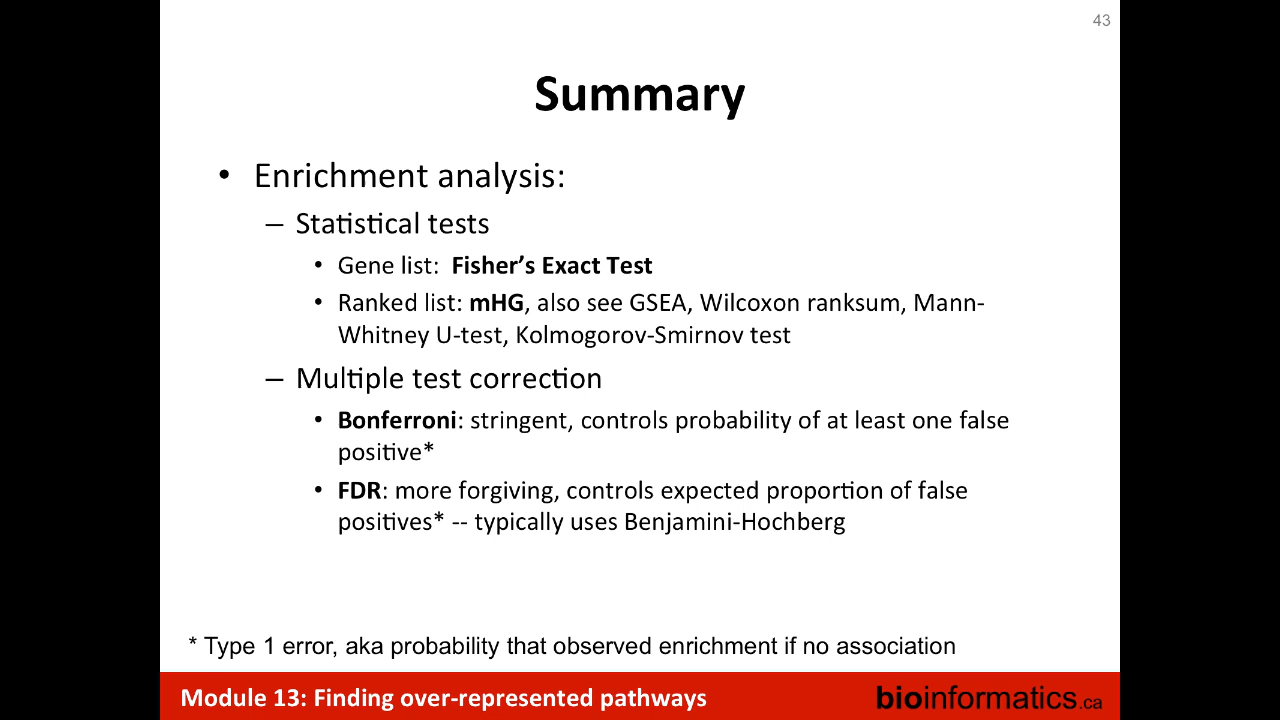 43
Summary
• Enrichment analysis:
– Statistical tests
• Gene list: Fisher’s Exact Test
• Ranked list: mHG, also see GSEA, Wilcoxon ranksum, Mann-
Whitney U-test, Kolmogorov-Smirnov test
– Multiple test correction
• Bonferroni: stringent, controls probability of at least one false
positive*
• FDR: more forgiving, controls expected proportion of false
positives* -- typically uses Benjamini-Hochberg
* Type 1 error, aka probability that observed enrichment if no association
Module 13: Finding over-represented pathways
bioinformatics.ca